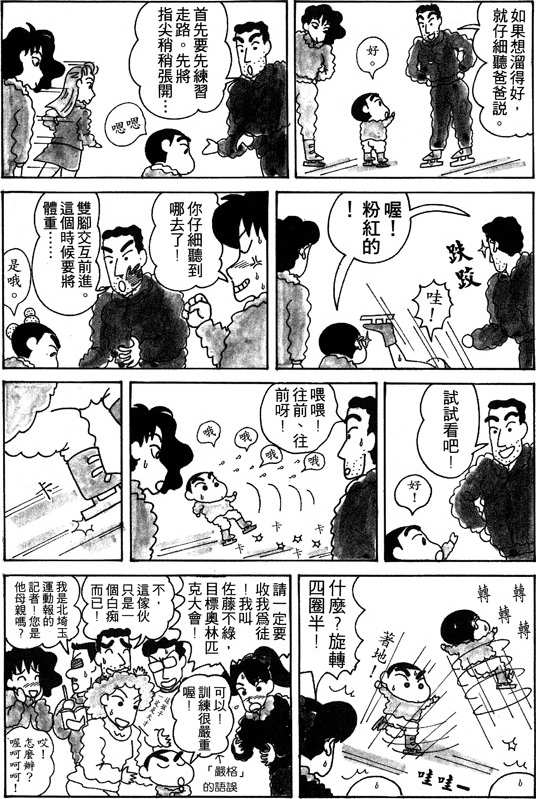 如果想溜得好，
就仔細聽爸爸說。
好。
首先要先練習
走路。先將
指尖稍稍張開…
嗯嗯
跌跤
哇！
喔！
粉紅的
！
你仔細聽到
哪去了！
雙腳交互前進。
這個時候要將
體重……
是哦。
試試看吧！
好！
喂喂！
往前、往
前呀！
哦
哦
哦
哦
卡
卡
卡
轉
轉
轉
轉
什麼？旋轉
四圈半！
著地！
哇哇—
請一定要
收我為徒
！我叫
佐藤不綠，
目標奧林匹
克大會！
可以！
訓練很嚴重
喔！
「嚴格」
的語誤
不，
這傢伙
只是一
個白痴
而已！
我是北埼玉
運動報的
記者！您是
他母親嗎？
哎！
怎麼辦？
喔呵呵呵！